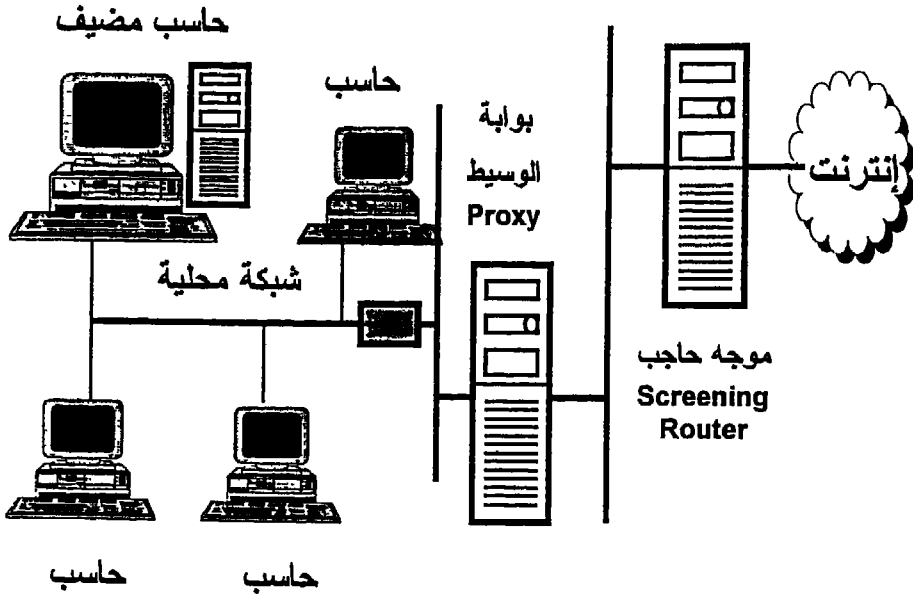 حاسب مضيف
حاسب
بوابة
الوسيط
Proxy
إنترنت
شبكة محلية
موجه حاجب
Screening
Router
حاسب
حاسب